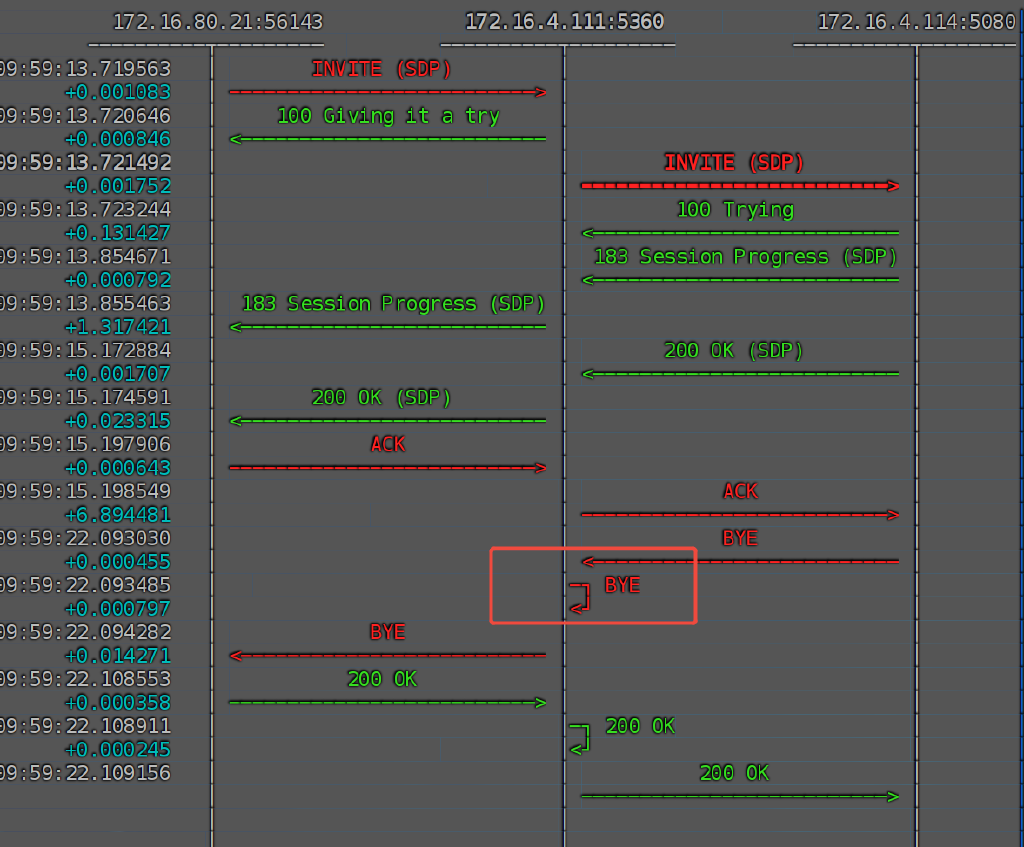 172.16.80.21:56143 172.16.4.111:5360 172.16.4.114:5080
09:59:13.719563 INVITE (SDP)
+0.001083
09:59:13.720646 100 Giving it a try
+0.000846
09:59:13.721492 INVITE (SDP)
+0.001752
09:59:13.723244 100 Trying
+0.131427
09:59:13.854671 183 Session Progress (SDP)
+0.000792
09:59:13.855463 183 Session Progress (SDP)
+1.317421
09:59:15.172884 200 OK (SDP)
+0.001707
09:59:15.174591 200 OK (SDP)
+0.023315
09:59:15.197906 ACK
+0.000643
09:59:15.198549 ACK
+6.894481
09:59:22.093030 BYE
+0.000455
09:59:22.093485 BYE
+0.000797
09:59:22.094282 BYE
+0.014271
09:59:22.108553 200 OK
+0.000358
09:59:22.108911 200 OK
+0.000245
09:59:22.109156 200 OK